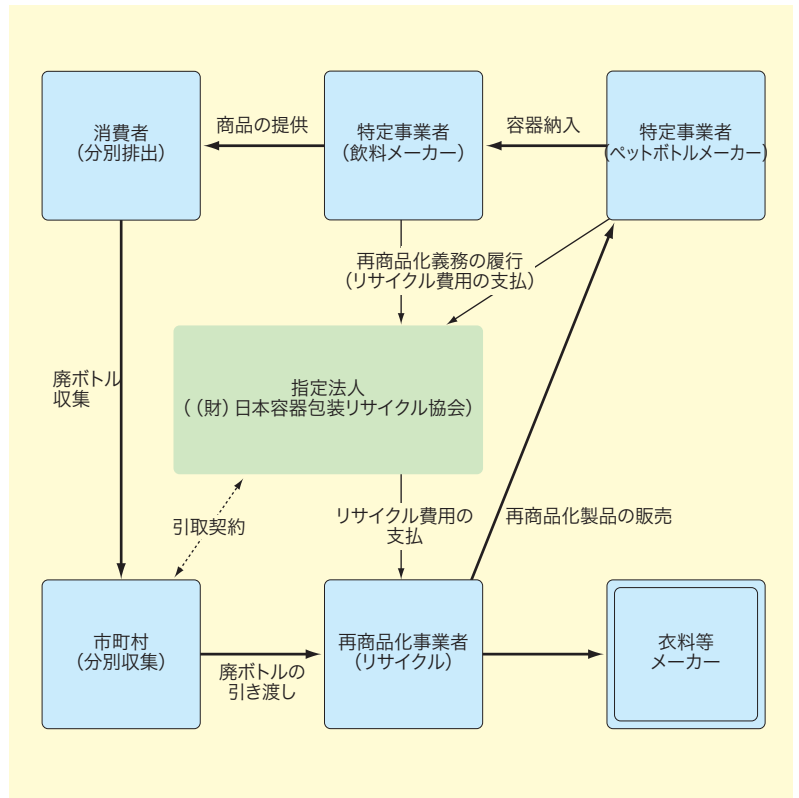 消費者
（分別排出）
商品の提供
特定事業者
（飲料メーカー）
容器納入
特定事業者
（ペットボトルメーカー）
再商品化義務の履行
（リサイクル費用の支払）
廃ボトル
収集
指定法人
（（財）日本容器包装リサイクル協会）
引取契約
リサイクル費用の
支払
再商品化製品の販売
市町村
（分別収集）
廃ボトルの
引き渡し
再商品化事業者
（リサイクル）
衣料等
メーカー